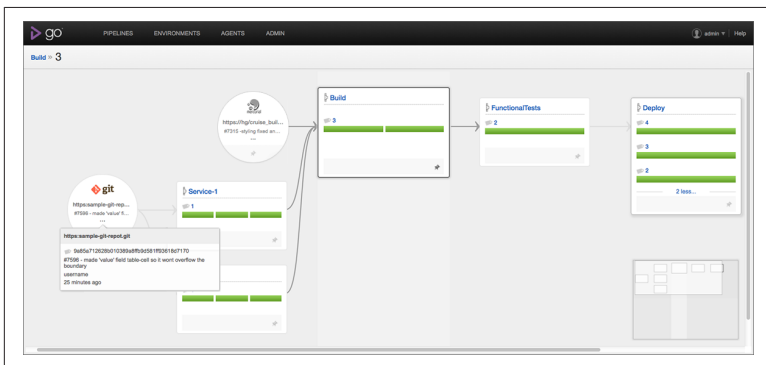 go
PIPELINES
ENVIRONMENTS
AGENTS
ADMIN
admin
Help
Build » 3
mercurial
https://hg/cruise_buil...
#7315 -styling fixed an...
...
Build
3
FunctionalTests
2
Deploy
4
3
2
2 less...
git
https:sample-git-rep...
#7596 - made 'value' fi...
...
Service-1
1
https:sample-git-repot.git
#7596 - made 'value' field table-cell so it wont overflow the
boundary
username
25 minutes ago